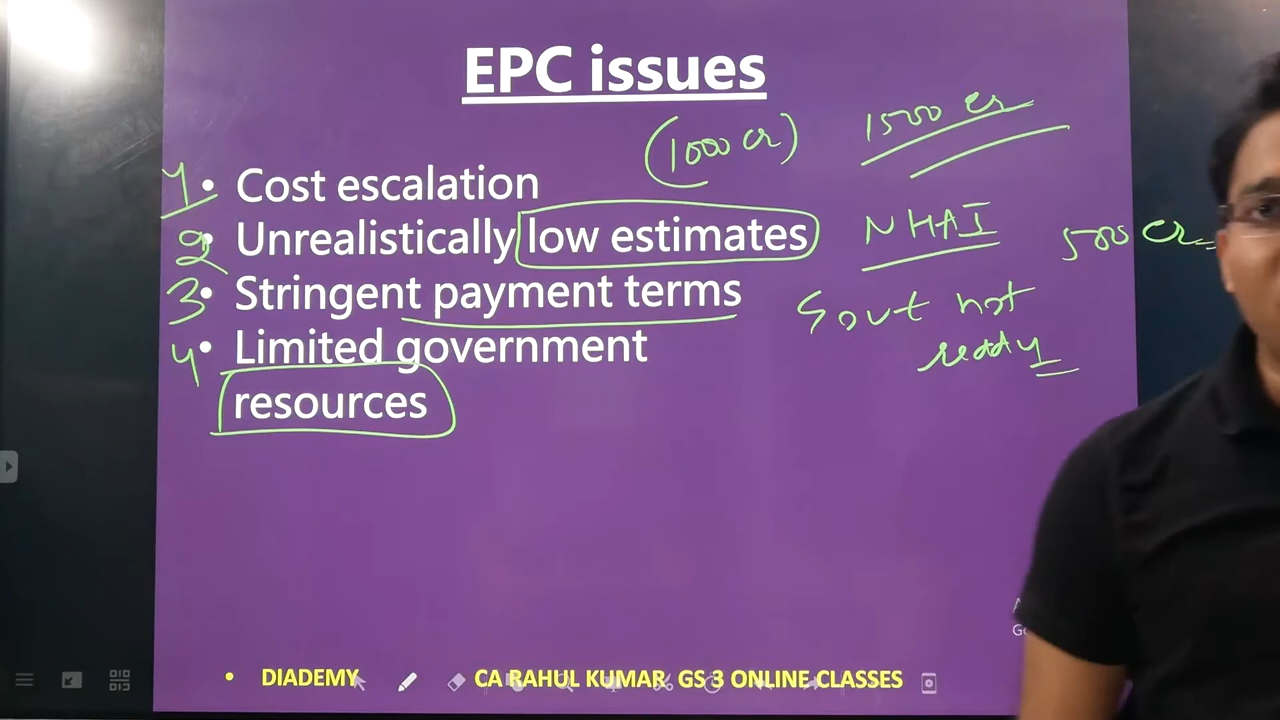 EPC issues
(1000 cr) 1500 cr
1 • Cost escalation
2 • Unrealistically low estimates NHAI 500 cr
3 • Stringent payment terms Govt not
ready
4 • Limited government
resources
• DIADEMY CA RAHUL KUMAR GS 3 ONLINE CLASSES